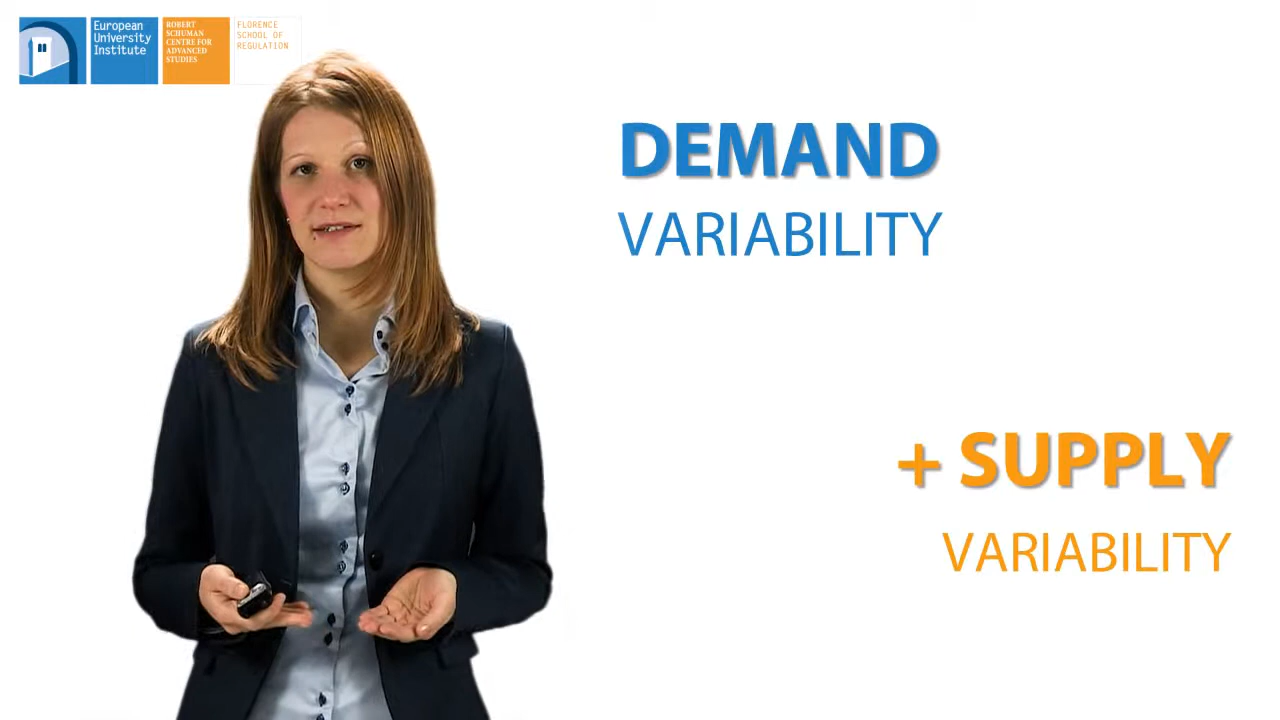 European
University
Institute
ROBERT
SCHUMAN
CENTRE FOR
ADVANCED
STUDIES
FLORENCE
SCHOOL OF
REGULATION
DEMAND
VARIABILITY
+ SUPPLY
VARIABILITY